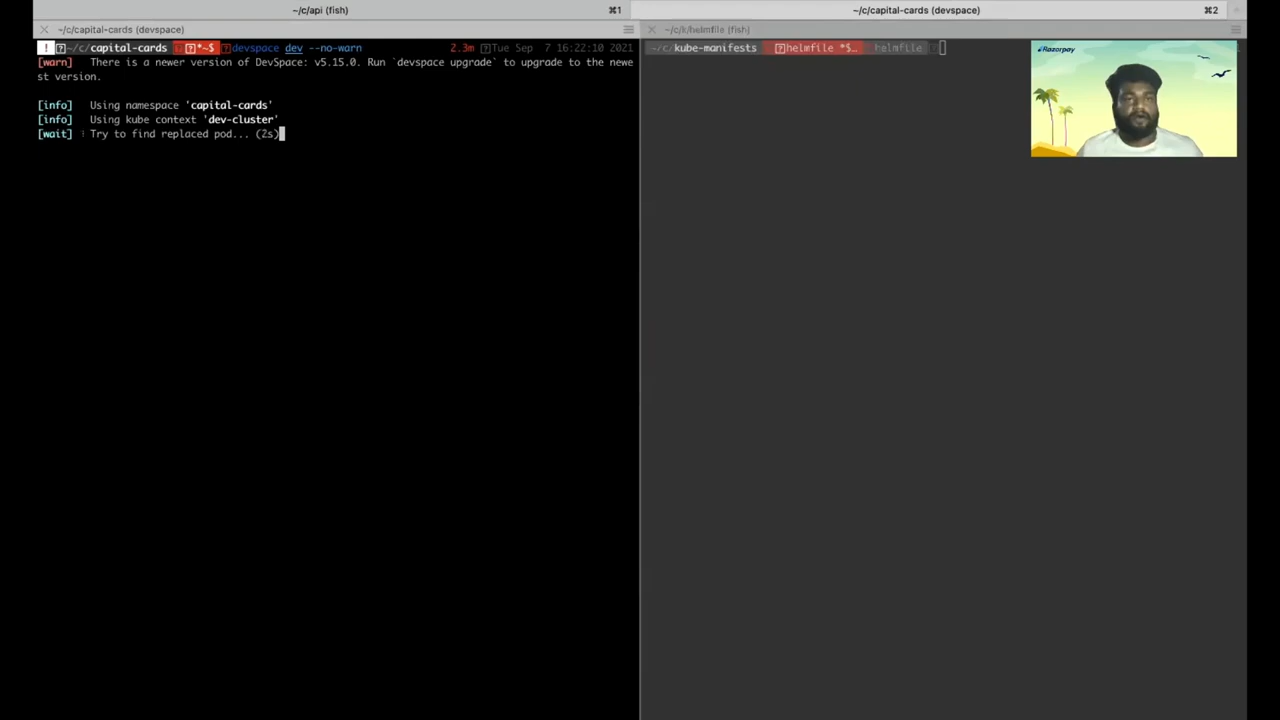 ~/c/api (fish)
⌘1
~/c/capital-cards (devspace)
⌘2
~/c/capital-cards (devspace)
~/c/k/helmfile (fish)
! ~/c/capital-cards *~$ devspace dev --no-warn 2.3m Tue Sep 7 16:22:10 2021
[warn] There is a newer version of DevSpace: v5.15.0. Run `devspace upgrade` to upgrade to the newe
st version.
[info] Using namespace 'capital-cards'
[info] Using kube context 'dev-cluster'
[wait] Try to find replaced pod... (2s)
~/c/kube-manifests helmfile *$… helmfile
Razorpay